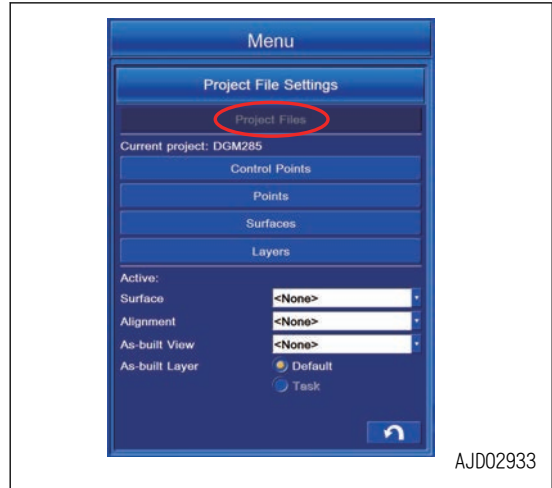 Menu
Project File Settings
Project Files
Current project: DGM285
Control Points
Points
Surfaces
Layers
Active:
Surface <None>
Alignment <None>
As-built View <None>
As-built Layer Default
Task
AJD02933